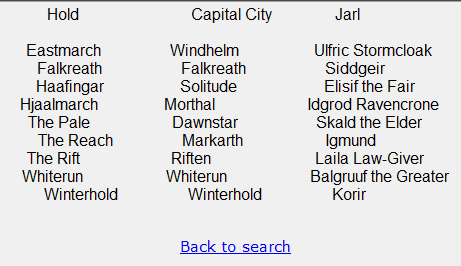 Hold Capital City Jarl
Eastmarch Windhelm Ulfric Stormcloak
Falkreath Falkreath Siddgeir
Haafingar Solitude Elisif the Fair
Hjaalmarch Morthal Idgrod Ravencrone
The Pale Dawnstar Skald the Elder
The Reach Markarth Igmund
The Rift Riften Laila Law-Giver
Whiterun Whiterun Balgruuf the Greater
Winterhold Winterhold Korir
Back to search